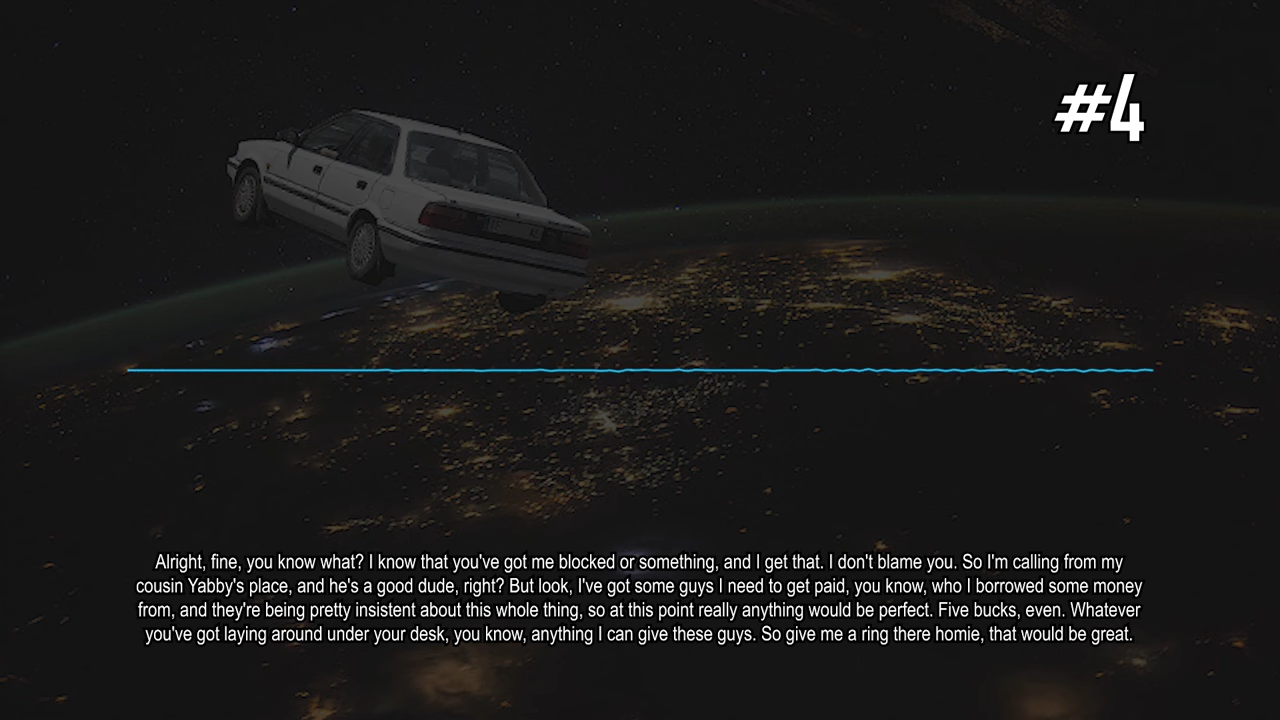 #4
Alright, fine, you know what? I know that you've got me blocked or something, and I get that. I don't blame you. So I'm calling from my
cousin Yabby's place, and he's a good dude, right? But look, I've got some guys I need to get paid, you know, who I borrowed some money
from, and they're being pretty insistent about this whole thing, so at this point really anything would be perfect. Five bucks, even. Whatever
you've got laying around under your desk, you know, anything I can give these guys. So give me a ring there homie, that would be great.